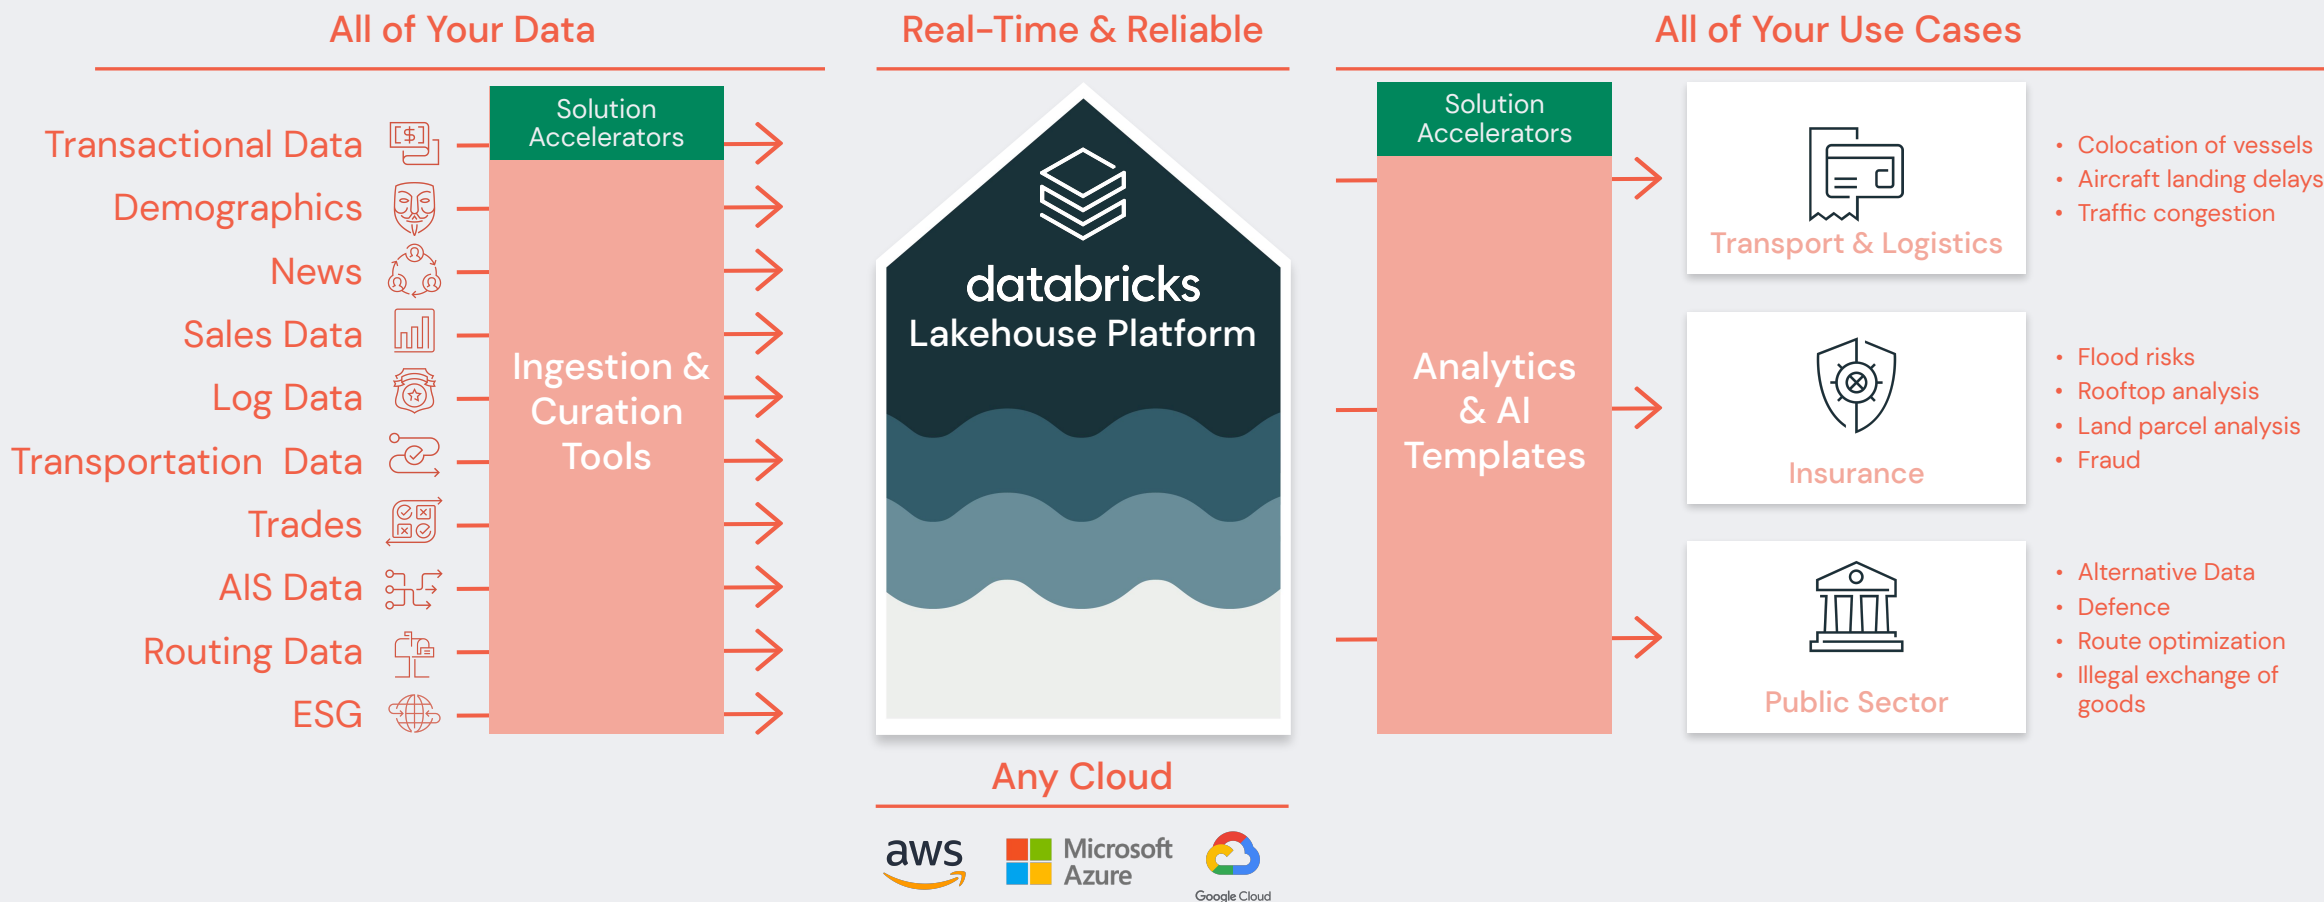 All of Your Data
Real-Time & Reliable
All of Your Use Cases
Transactional Data
Demographics
News
Sales Data
Log Data
Transportation Data
Trades
AIS Data
Routing Data
ESG
Solution
Accelerators
Ingestion &
Curation
Tools
databricks
Lakehouse Platform
Any Cloud
aws
Microsoft
Azure
Google Cloud
Solution
Accelerators
Analytics
& AI
Templates
Transport & Logistics
• Colocation of vessels
• Aircraft landing delays
• Traffic congestion
Insurance
• Flood risks
• Rooftop analysis
• Land parcel analysis
• Fraud
Public Sector
• Alternative Data
• Defence
• Route optimization
• Illegal exchange of
goods